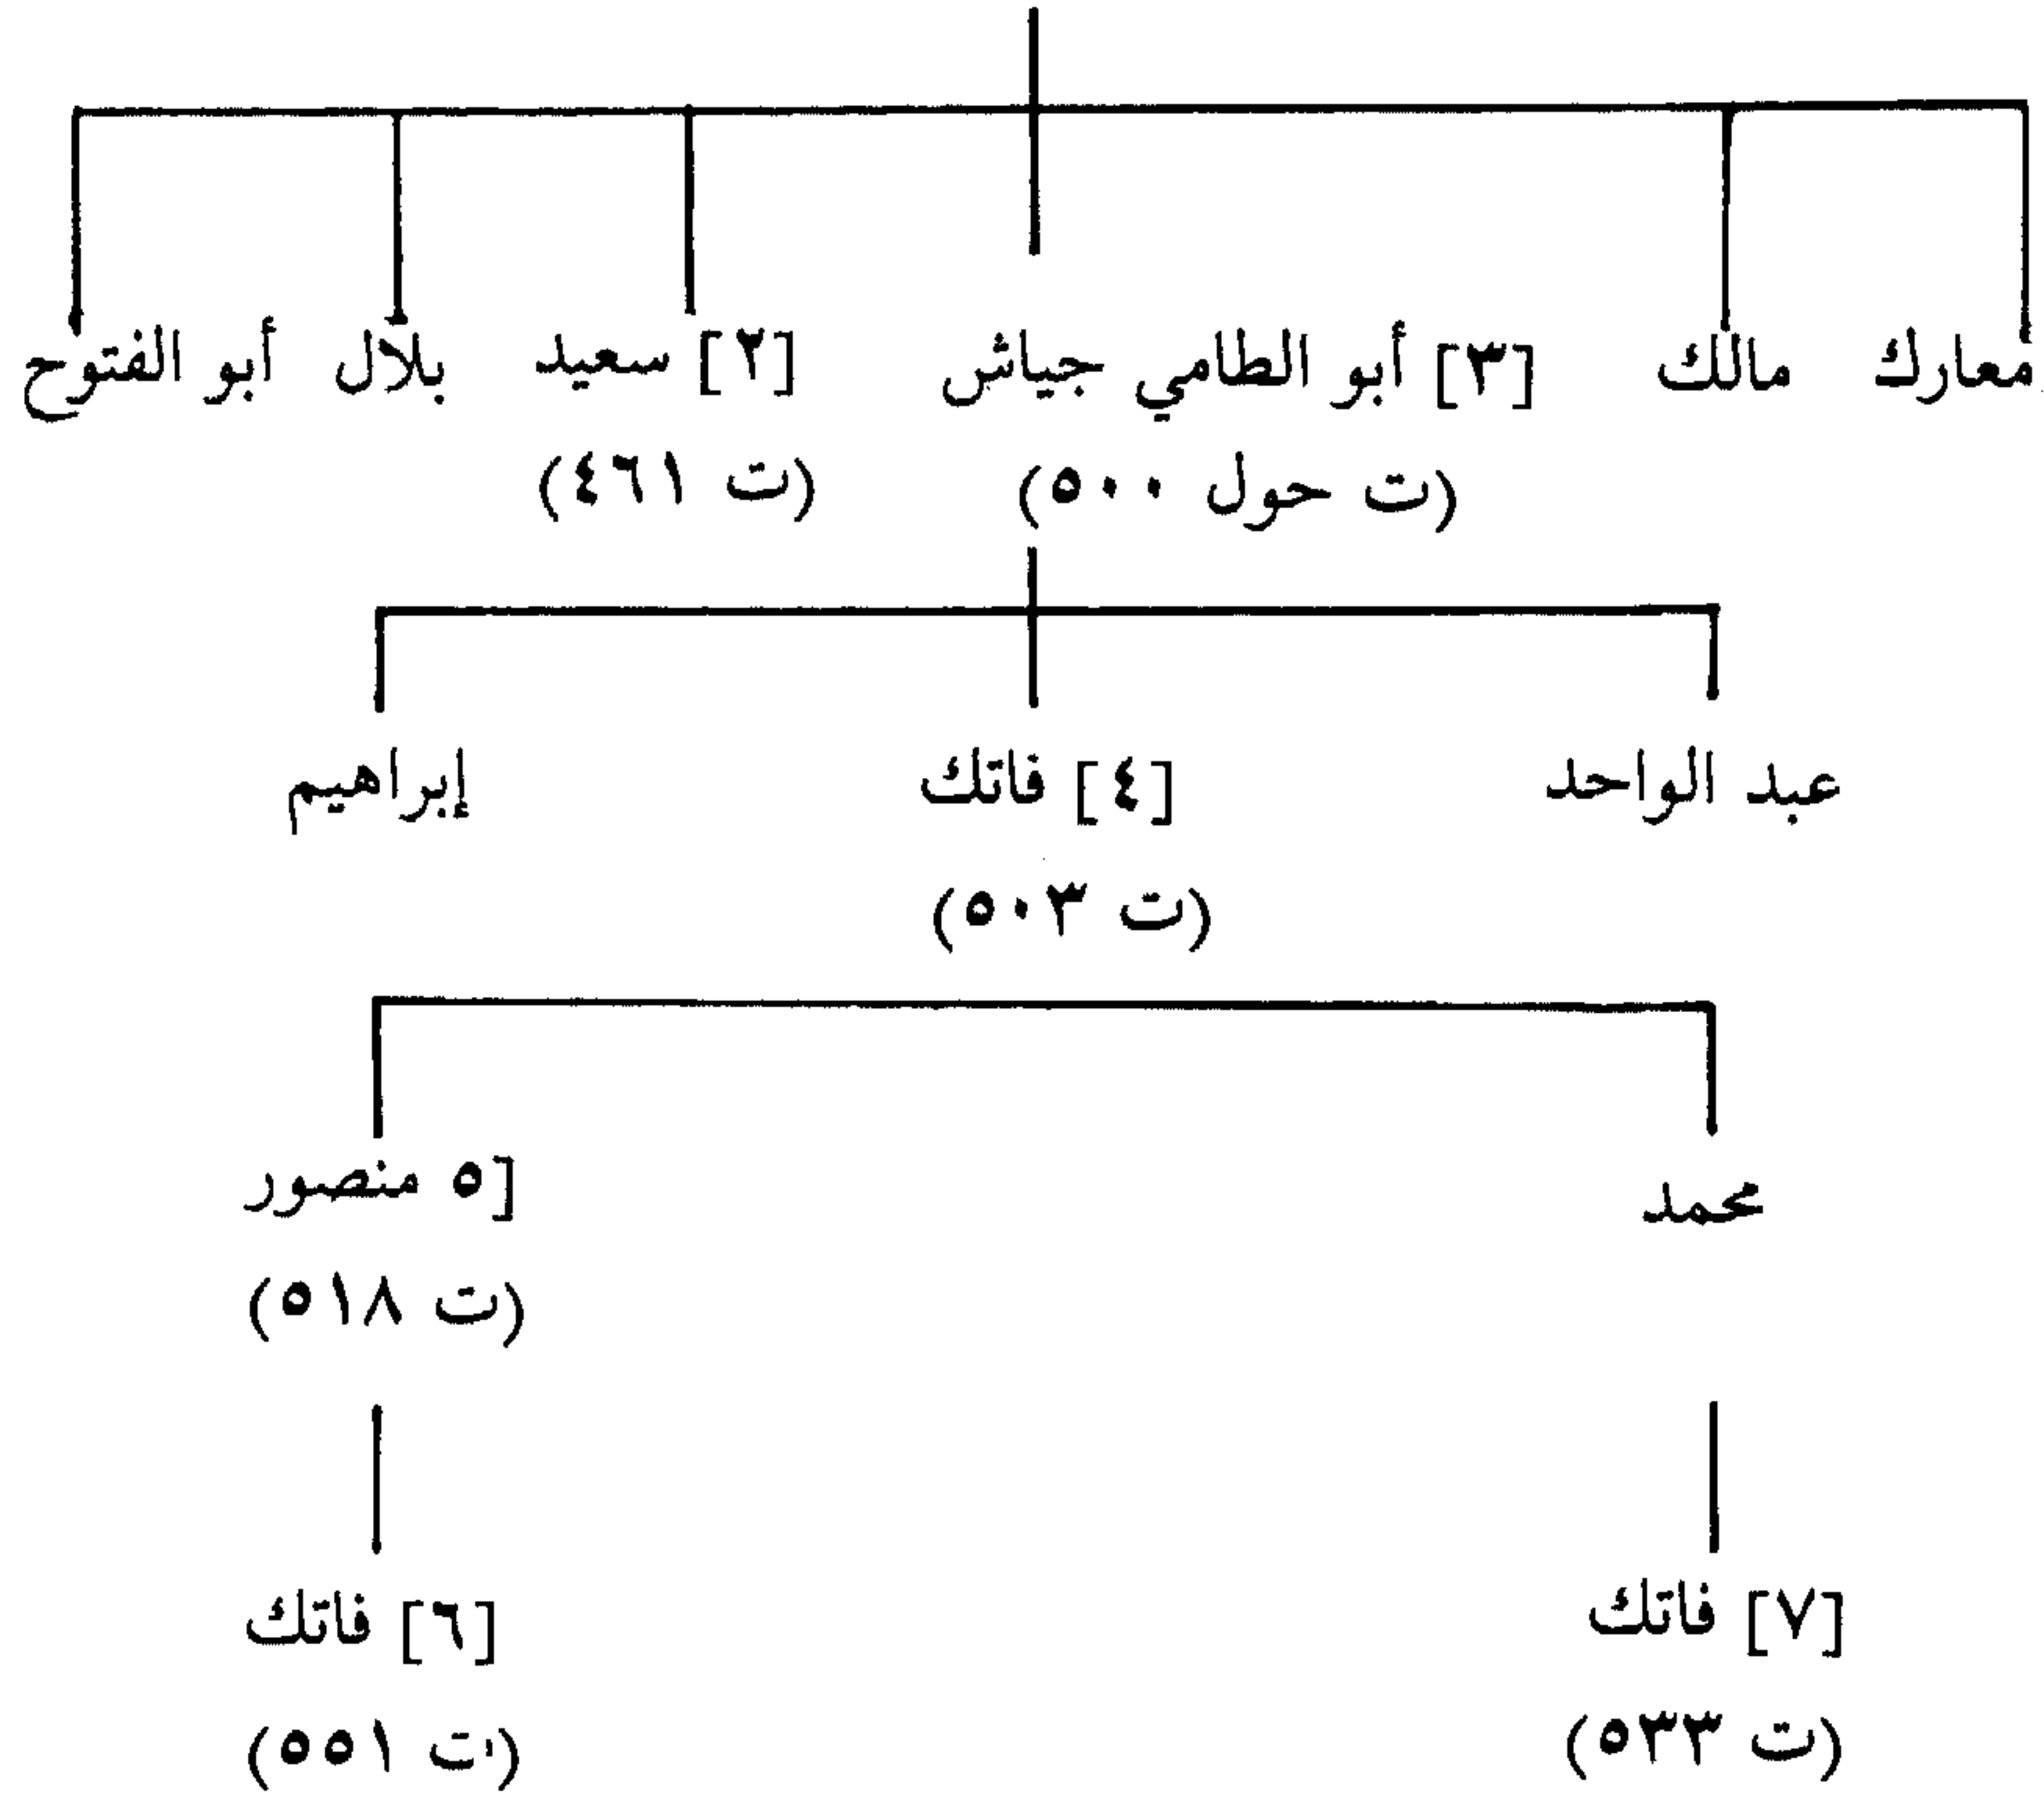 معارك مالك [٣] أبو الطامي جياش [٢] سعيد بلال أبو الفتوح
(ت حول ٥٠٠) (ت ٤٦١)
عبد الواحد [٤] فاتك إبراهيم
(ت ٥٠٣)
محمد [٥ منصور
(ت ٥١٨)
[٧] فاتك [٦] فاتك
(ت ٥٣٣) (ت ٥٥١)